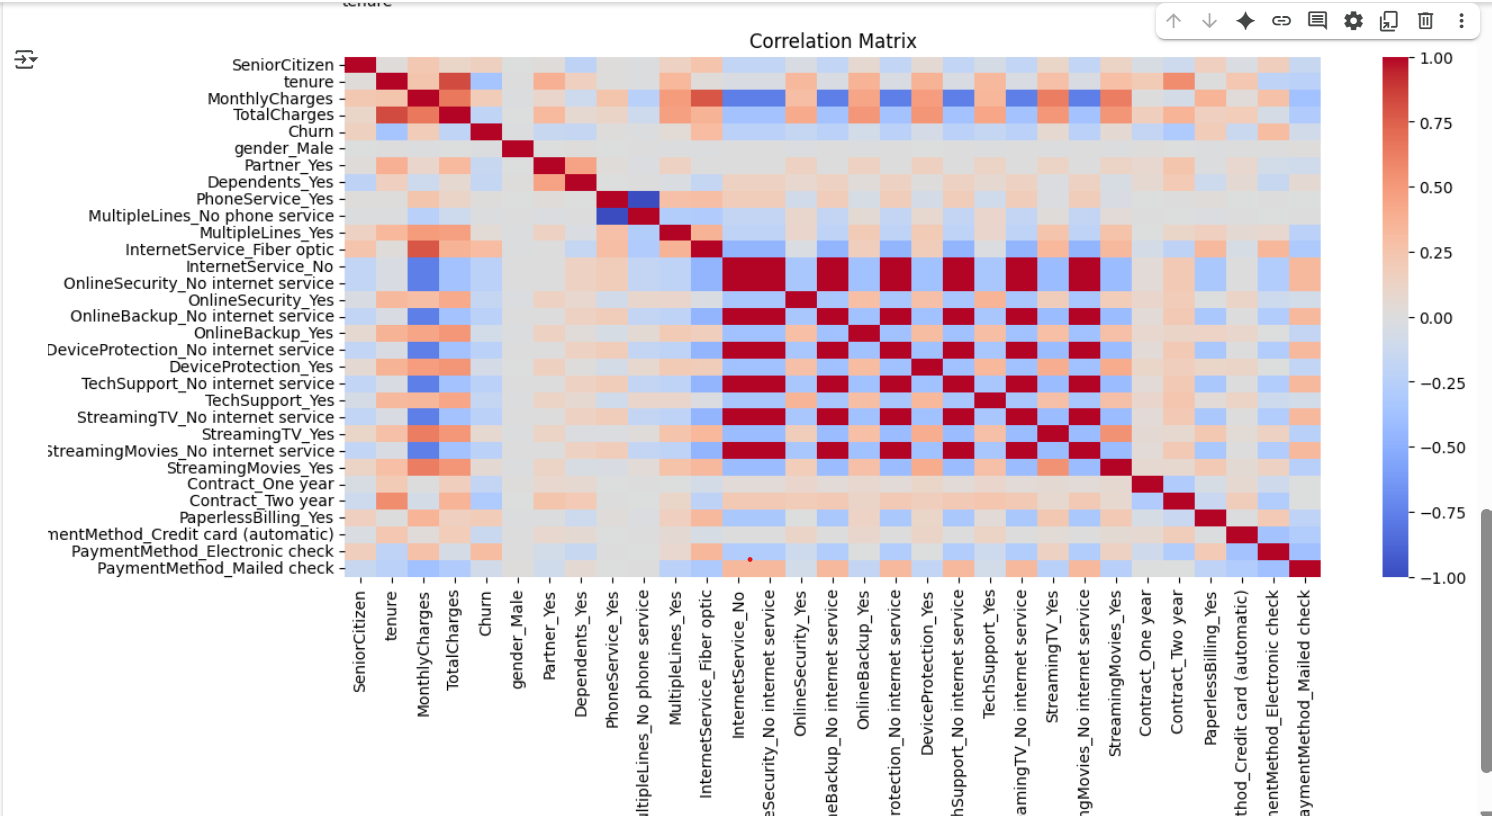 tenure
Correlation Matrix
SeniorCitizen
tenure
MonthlyCharges
TotalCharges
Churn
gender_Male
Partner_Yes
Dependents_Yes
PhoneService_Yes
MultipleLines_No phone service
MultipleLines_Yes
InternetService_Fiber optic
InternetService_No
OnlineSecurity_No internet service
OnlineSecurity_Yes
OnlineBackup_No internet service
OnlineBackup_Yes
DeviceProtection_No internet service
DeviceProtection_Yes
TechSupport_No internet service
TechSupport_Yes
StreamingTV_No internet service
StreamingTV_Yes
StreamingMovies_No internet service
StreamingMovies_Yes
Contract_One year
Contract_Two year
PaperlessBilling_Yes
mentMethod_Credit card (automatic)
PaymentMethod_Electronic check
PaymentMethod_Mailed check
1.00
0.75
0.50
0.25
0.00
−0.25
−0.50
−0.75
−1.00
SeniorCitizen
tenure
MonthlyCharges
TotalCharges
Churn
gender_Male
Partner_Yes
Dependents_Yes
PhoneService_Yes
ultipleLines_No phone service
MultipleLines_Yes
InternetService_Fiber optic
InternetService_No
eSecurity_No internet service
OnlineSecurity_Yes
neBackup_No internet service
OnlineBackup_Yes
rotection_No internet service
DeviceProtection_Yes
hSupport_No internet service
TechSupport_Yes
amingTV_No internet service
StreamingTV_Yes
ngMovies_No internet service
StreamingMovies_Yes
Contract_One year
Contract_Two year
PaperlessBilling_Yes
thod_Credit card (automatic)
nentMethod_Electronic check
aymentMethod_Mailed check